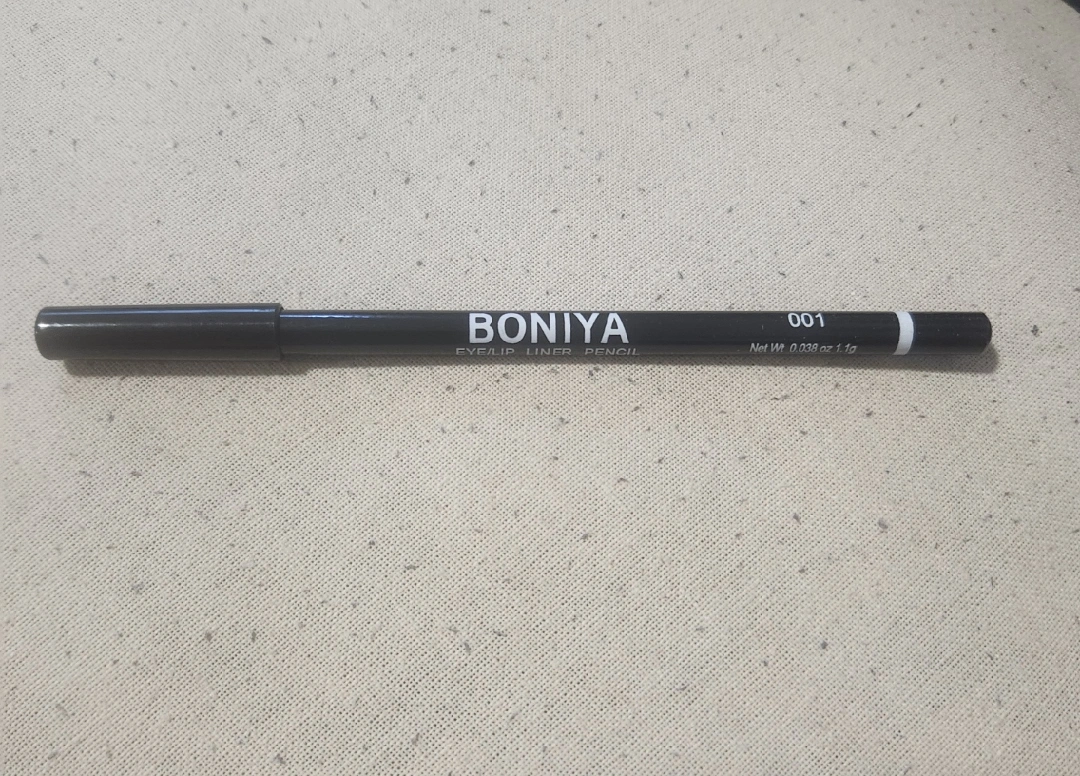 BONIYA
EYE/LIP LINER PENCIL
001
Net Wt 0.038 oz 1.1g